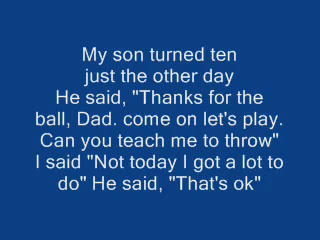 My son turned ten
just the other day
He said, "Thanks for the
ball, Dad. come on let's play.
Can you teach me to throw"
I said "Not today I got a lot to
do" He said, "That's ok"